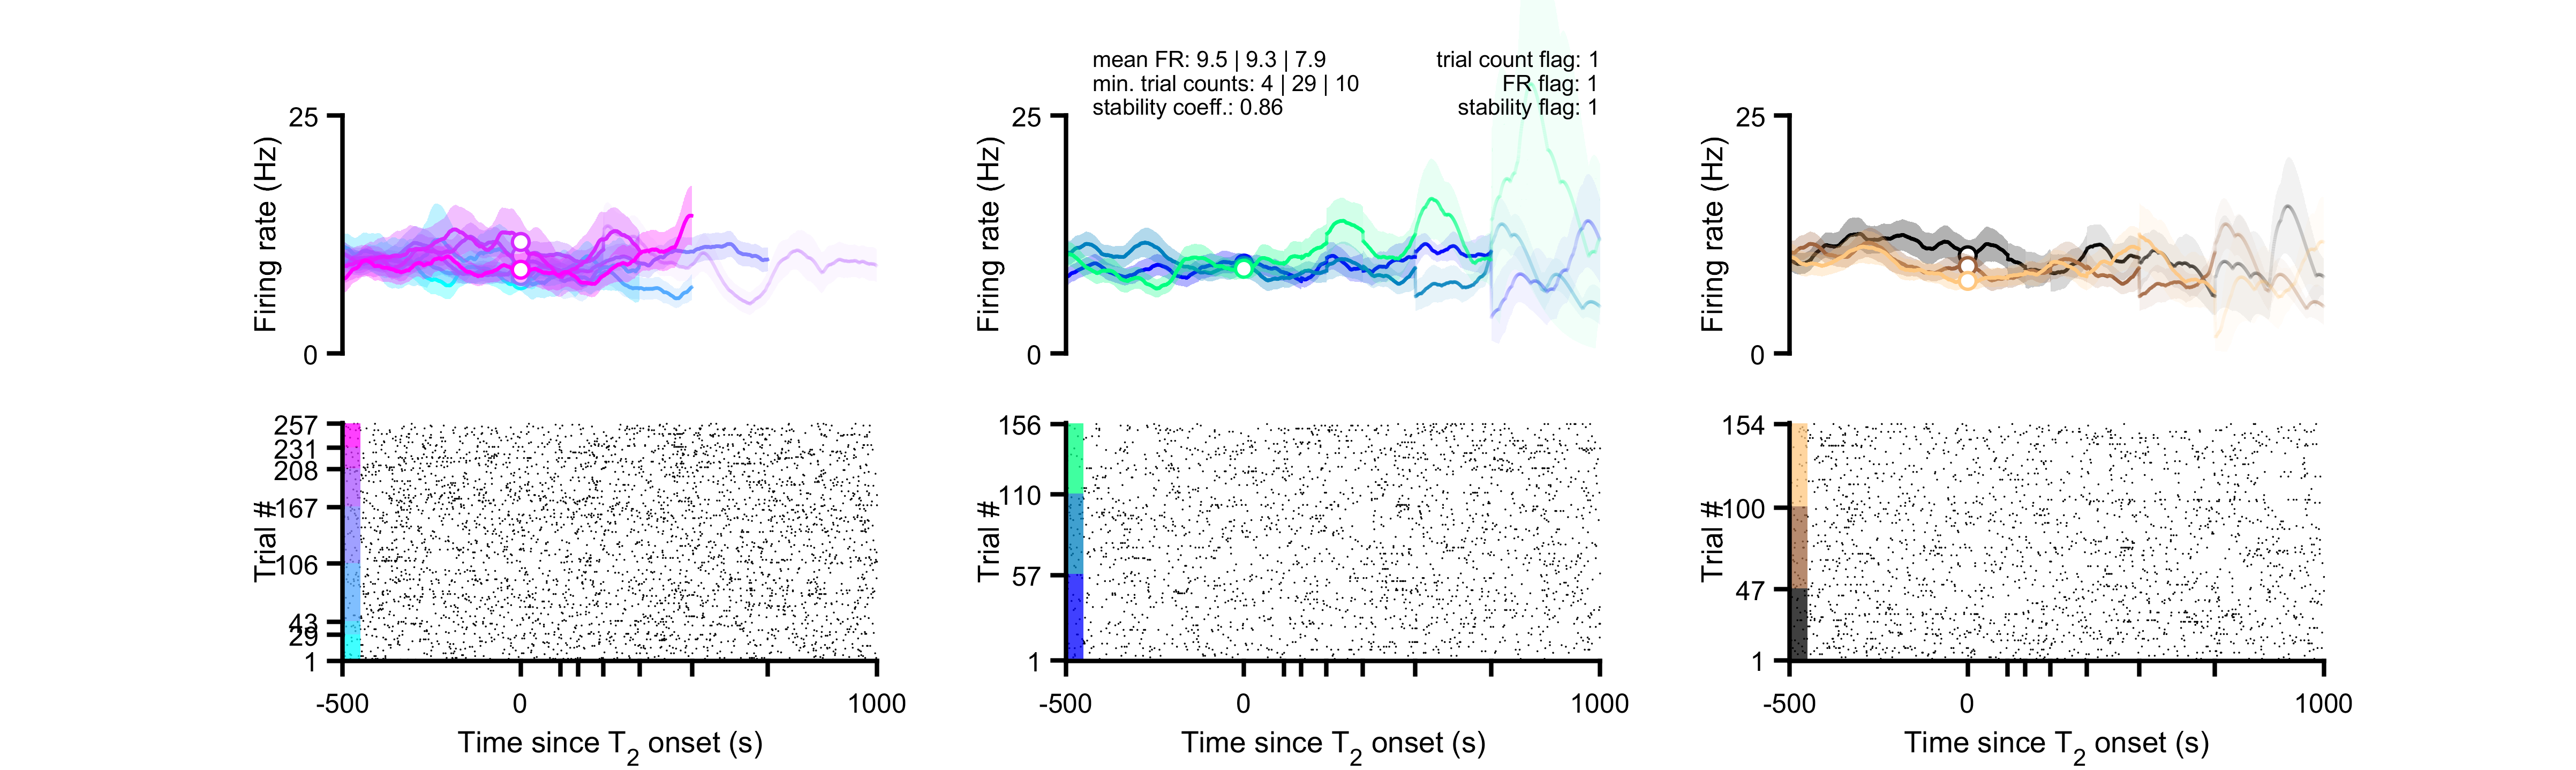 mean FR: 9.5 | 9.3 | 7.9
min. trial counts: 4 | 29 | 10
stability coeff.: 0.86
trial count flag: 1
FR flag: 1
stability flag: 1
25
Firing rate (Hz)
0
25
Firing rate (Hz)
0
25
Firing rate (Hz)
0
257
231
208
167
106
43
29
1
Trial #
-500
0
1000
Time since T2 onset (s)
156
110
57
1
Trial #
-500
0
1000
Time since T2 onset (s)
154
100
47
1
Trial #
-500
0
1000
Time since T2 onset (s)